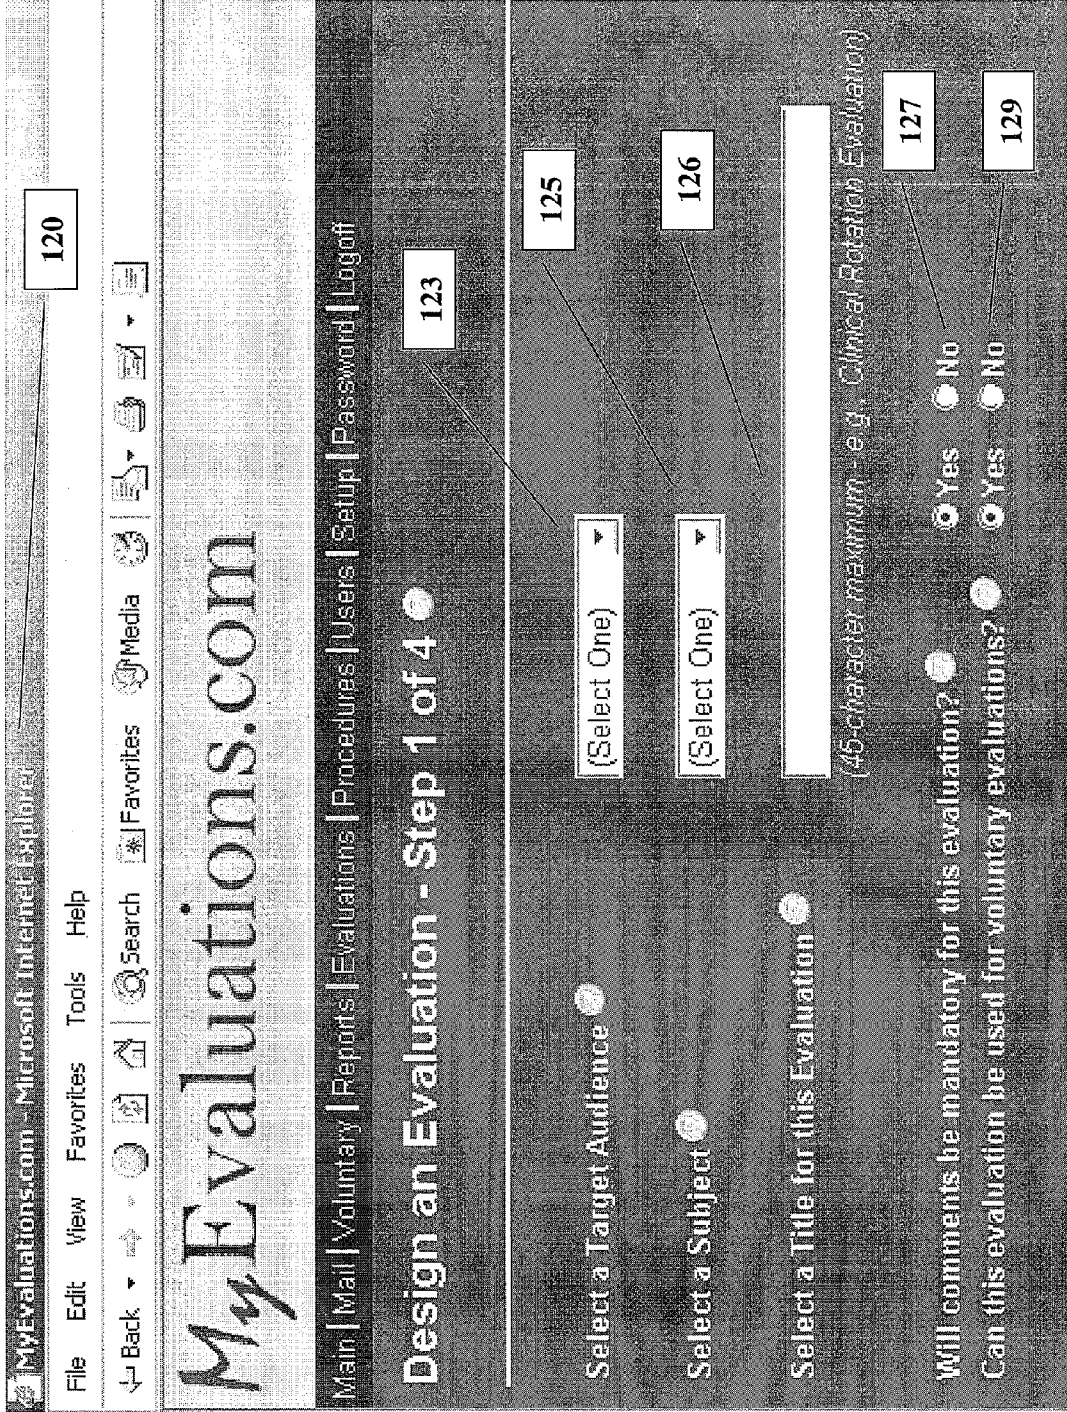 MyEvaluations.com - Microsoft Internet Explorer
120
File Edit View Favorites Tools Help
Back Search Favorites Media
MyEvaluations.com
Main | Mail | Voluntary | Reports | Evaluations | Procedures | Users | Setup | Password | Logoff
Design an Evaluation - Step 1 of 4
123
Select a Target Audience (Select One)
125
Select a Subject (Select One)
126
Select a Title for this Evaluation
(45-character maximum - e.g., Clinical Rotation Evaluation)
Will comments be mandatory for this evaluation? Yes No
127
Can this evaluation be used for voluntary evaluations? Yes No
129